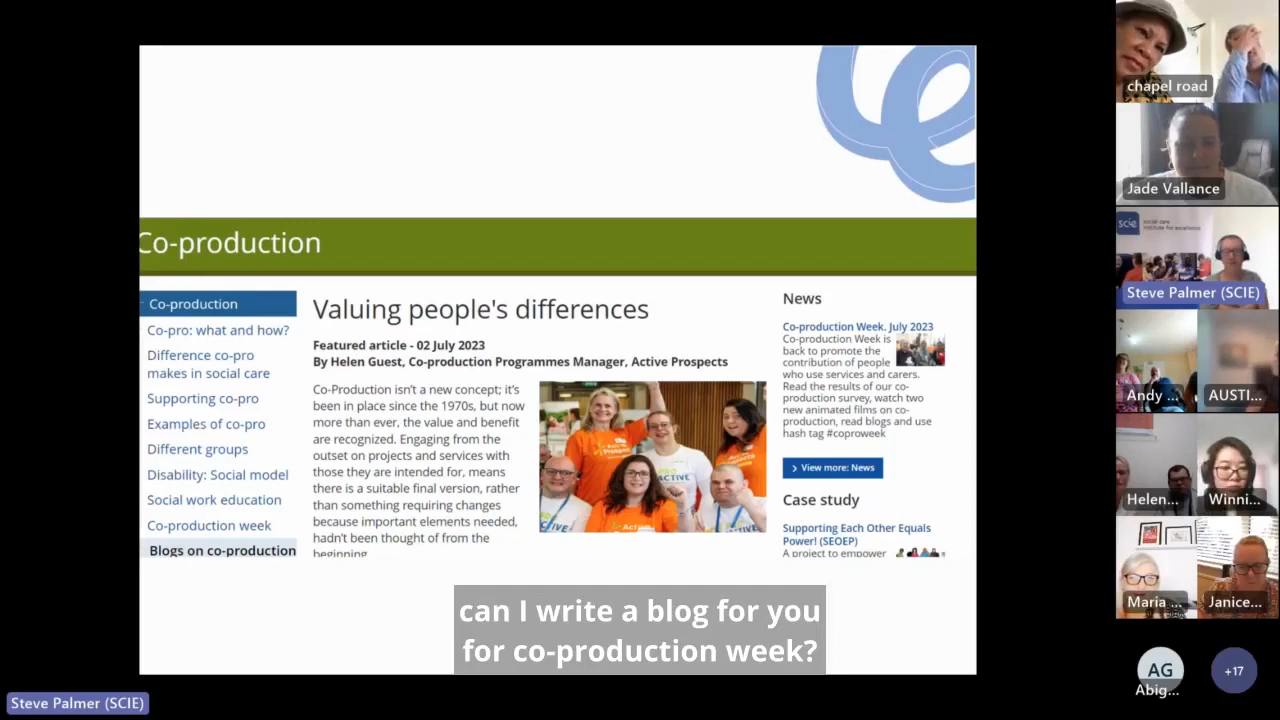 Co-production
Co-production
Co-pro: what and how?
Difference co-pro
makes in social care
Supporting co-pro
Examples of co-pro
Different groups
Disability: Social model
Social work education
Co-production week
Blogs on co-production
Valuing people's differences
Featured article - 02 July 2023
By Helen Guest, Co-production Programmes Manager, Active Prospects
Co-Production isn't a new concept; it's
been in place since the 1970s, but now
more than ever, the value and benefit
are recognized. Engaging from the
outset on projects and services with
those they are intended for, means
there is a suitable final version, rather
than something requiring changes
because important elements needed,
hadn't been thought of from the
beginning
News
Co-production Week, July 2023
Co-production Week is
back to promote the
contribution of people
who use services and carers.
Read the results of our co-
production survey, watch two
new animated films on co-
production, read blogs and use
hash tag #coproweek
View more: News
Case study
Supporting Each Other Equals
Power! (SEOEP)
A project to empower
can I write a blog for you
for co-production week?
Steve Palmer (SCIE)
chapel road
Jade Vallance
scie
social care
institute for excellence
Steve Palmer (SCIE)
Andy ...
AUSTI...
Helen...
Winni...
Maria ...
Janice...
AG
Abig...
+17